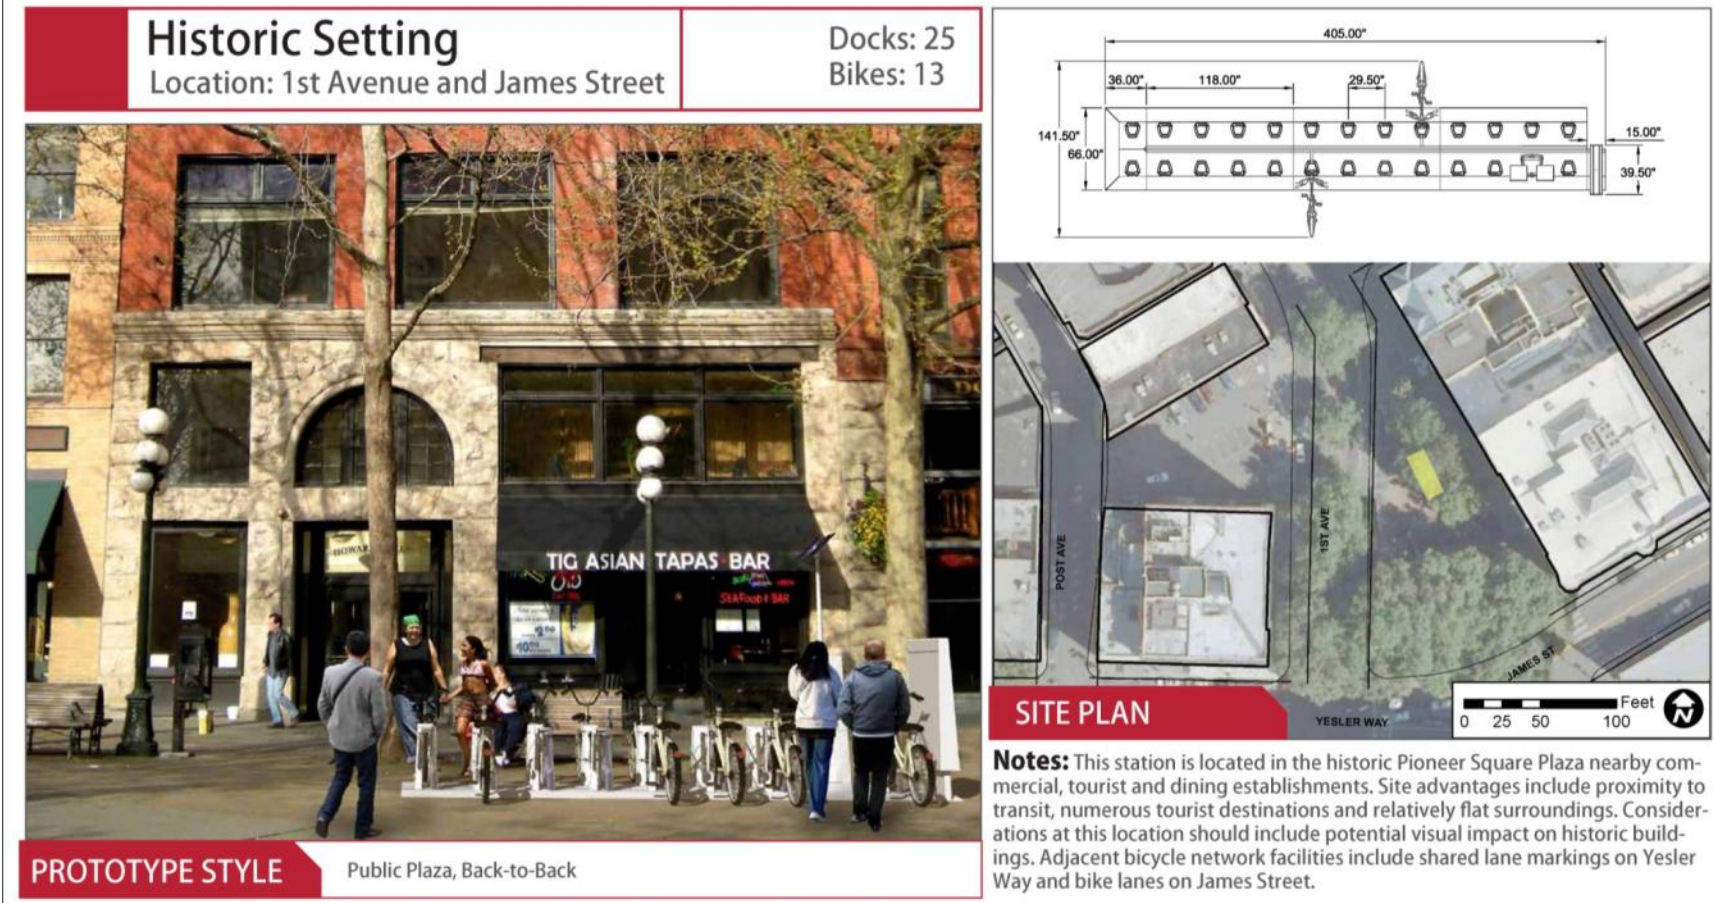 Historic Setting
Location: 1st Avenue and James Street
Docks: 25
Bikes: 13
TIG ASIAN TAPAS BAR
SEAFOOD & BAR
PROTOTYPE STYLE
Public Plaza, Back-to-Back
405.00"
36.00"
118.00"
29.50"
141.50"
66.00"
15.00"
39.50"
POST AVE
1ST AVE
JAMES ST
YESLER WAY
SITE PLAN
Feet
0 25 50 100
N
Notes: This station is located in the historic Pioneer Square Plaza nearby com-
mercial, tourist and dining establishments. Site advantages include proximity to
transit, numerous tourist destinations and relatively flat surroundings. Consider-
ations at this location should include potential visual impact on historic build-
ings. Adjacent bicycle network facilities include shared lane markings on Yesler
Way and bike lanes on James Street.